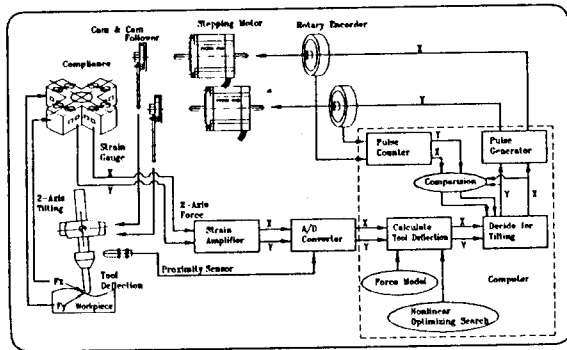 Cam & Cam
Follower
Stepping Motor
Rotary Encorder
Compliance
Strain
Gauge
X
Y
X
Y
Pulse
Counter
Y
X
Pulse
Generator
Comparsion
Y
X
2-Axis
Tilting
2-Axis
Force
Strain
Amplifier
X
Y
A/D
Converter
X
Y
Calculate
Tool Deflection
X
Y
Decide for
Tilting
Proximity Sensor
Tool
Deflection
Fx
Fy
Workpiece
Force Model
Computer
Nonlinear
Optimizing Search